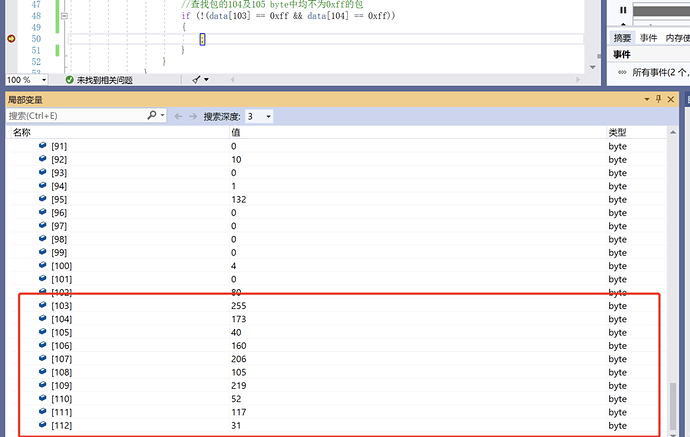 47
//查找包的104及105 byte中均不为0xff的包
48
if (!(data[103] == 0xff && data[104] == 0xff))
49
{
50
;
51
}
52
}
100 %
未找到相关问题
摘要 事件 内存使
事件
所有事件(2 个,
局部变量
搜索(Ctrl+E)
搜索深度: 3
名称 值 类型
[91] 0 byte
[92] 10 byte
[93] 0 byte
[94] 1 byte
[95] 132 byte
[96] 0 byte
[97] 0 byte
[98] 0 byte
[99] 0 byte
[100] 4 byte
[101] 0 byte
[102] 80 byte
[103] 255 byte
[104] 173 byte
[105] 40 byte
[106] 160 byte
[107] 206 byte
[108] 105 byte
[109] 219 byte
[110] 52 byte
[111] 117 byte
[112] 31 byte